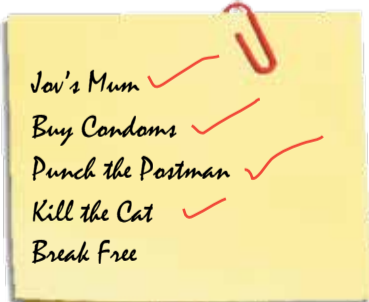 Jov's Mum
Buy Condoms
Punch the Postman
Kill the Cat
Break Free